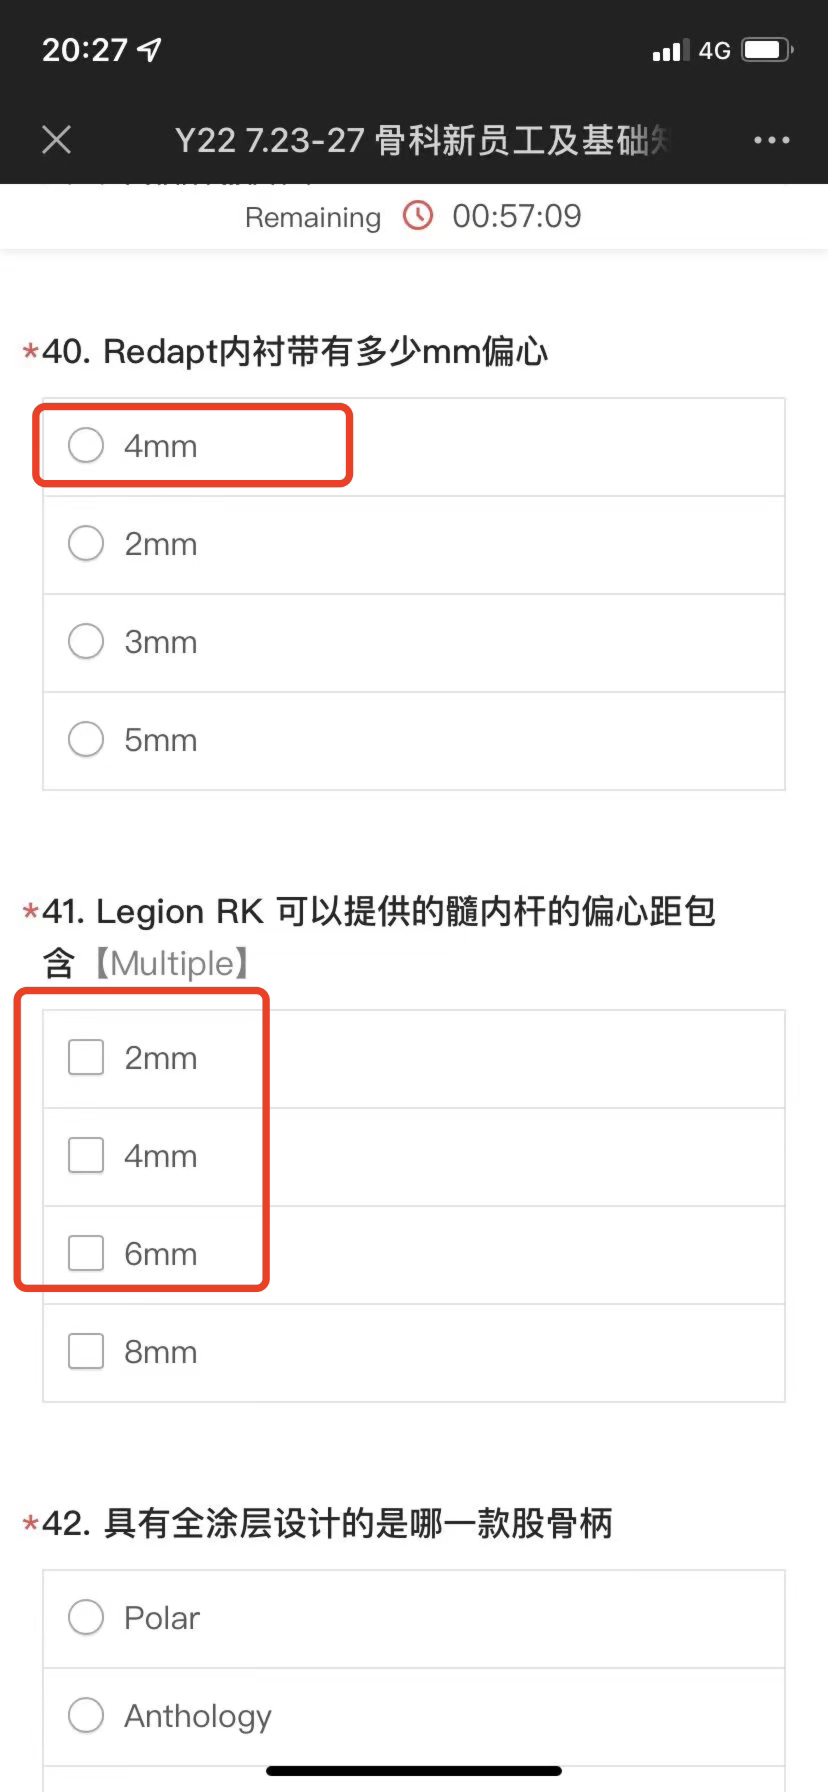 20:27
4G
Y22 7.23-27 骨科新员工及基础
Remaining 00:57:09
*40. Redapt内衬带有多少mm偏心
4mm
2mm
3mm
5mm
*41. Legion RK 可以提供的髓内杆的偏心距包
含【Multiple】
2mm
4mm
6mm
8mm
*42. 具有全涂层设计的是哪一款股骨柄
Polar
Anthology